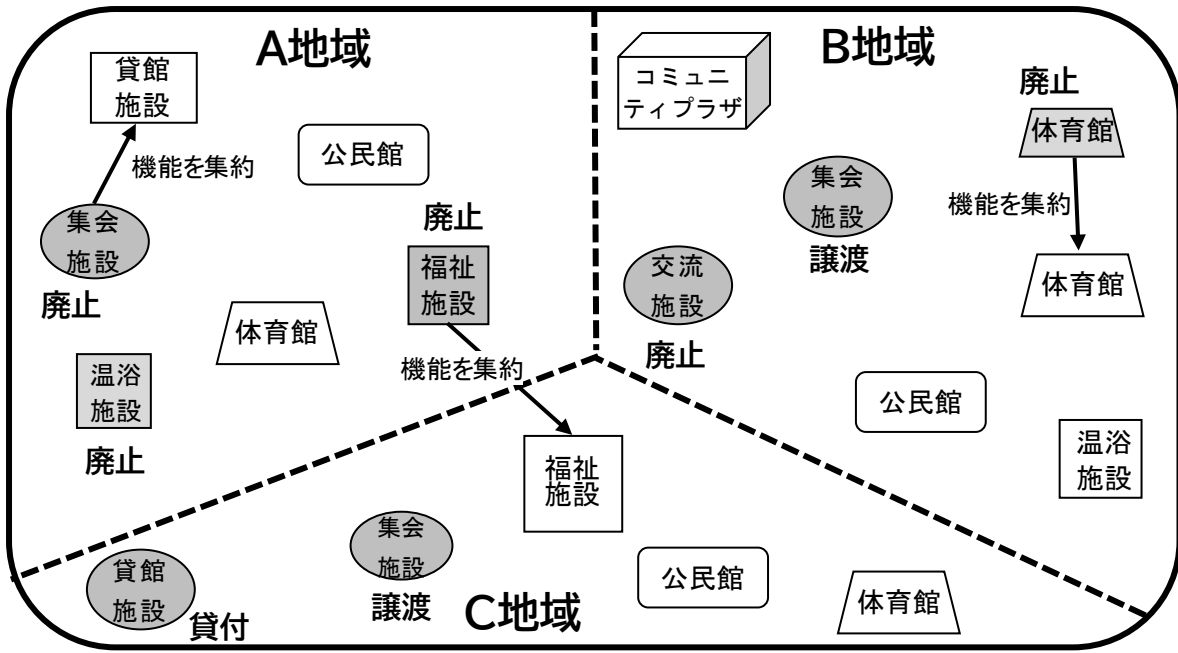 A地域
貸館
施設
機能を集約
集会
施設
廃止
公民館
廃止
福祉
施設
機能を集約
体育館
温浴
施設
廃止
B地域
コミュニ
ティプラザ
廃止
体育館
機能を集約
体育館
集会
施設
譲渡
交流
施設
廃止
公民館
温浴
施設
福祉
施設
集会
施設
譲渡
C地域
貸館
施設
貸付
公民館
体育館